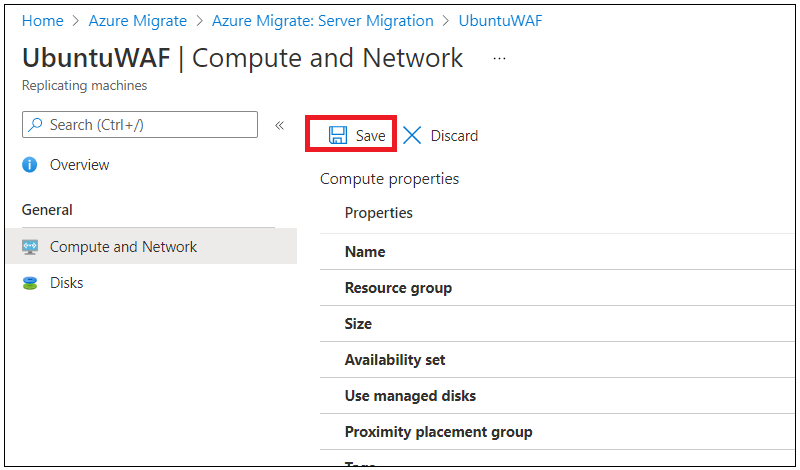 Home > Azure Migrate > Azure Migrate: Server Migration > UbuntuWAF
UbuntuWAF | Compute and Network ...
Replicating machines
Search (Ctrl+/) «
Save Discard
Overview
Compute properties
General
Properties
Compute and Network
Name
Disks
Resource group
Size
Availability set
Use managed disks
Proximity placement group
Tags